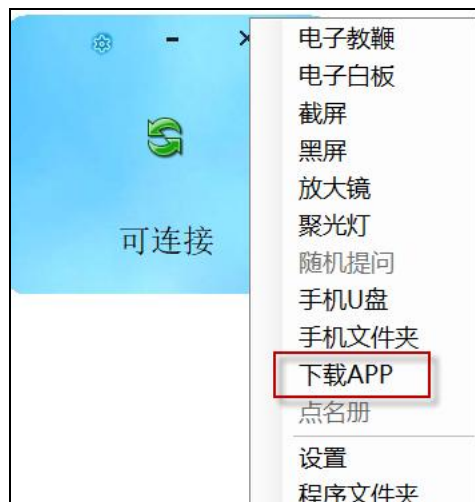 可连接
电子教鞭
电子白板
截屏
黑屏
放大镜
聚光灯
随机提问
手机U盘
手机文件夹
下载APP
点名册
设置
程序文件夹